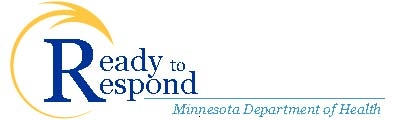 Ready to
Respond
Minnesota Department of Health